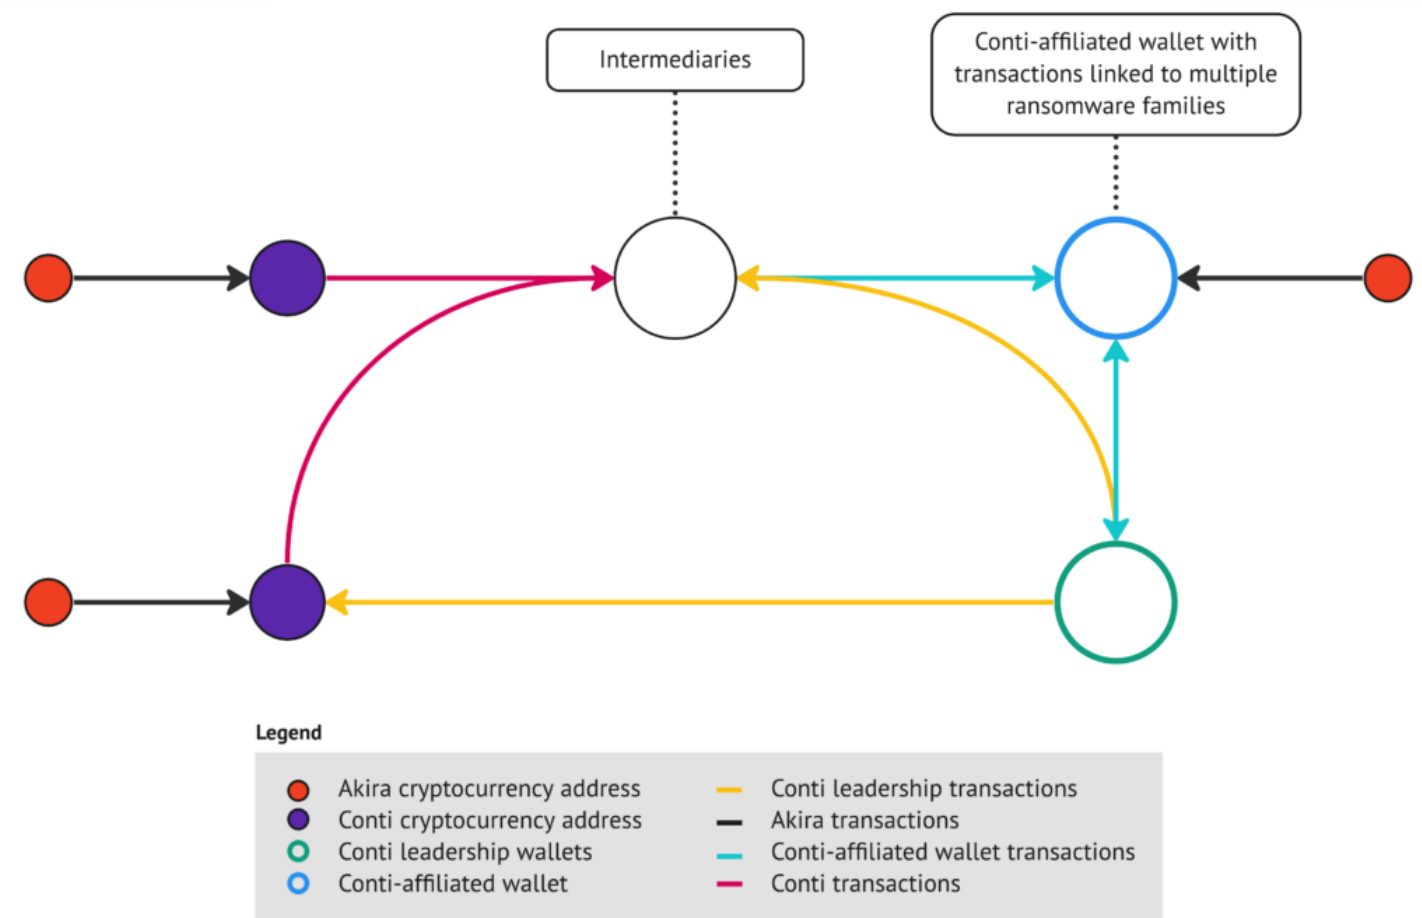 Intermediaries
Conti-affiliated wallet with
transactions linked to multiple
ransomware families
Legend
Akira cryptocurrency address
Conti cryptocurrency address
Conti leadership wallets
Conti-affiliated wallet
Conti leadership transactions
Akira transactions
Conti-affiliated wallet transactions
Conti transactions